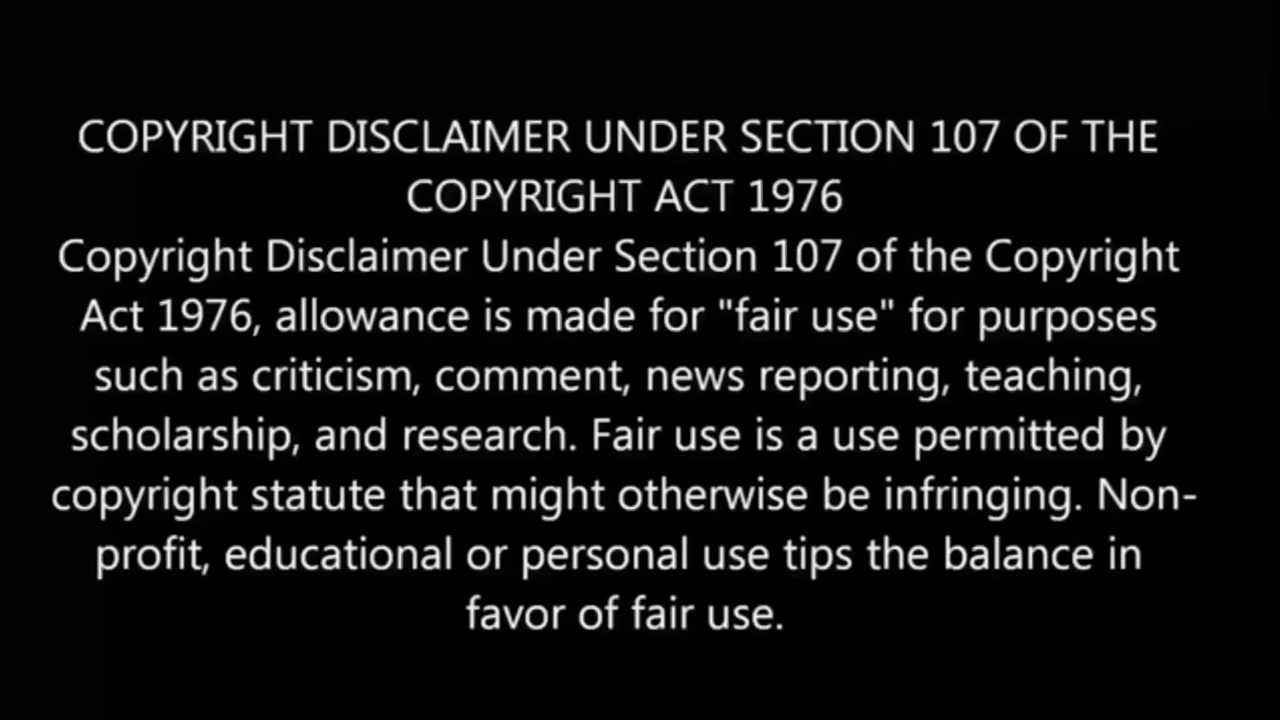 COPYRIGHT DISCLAIMER UNDER SECTION 107 OF THE
COPYRIGHT ACT 1976
Copyright Disclaimer Under Section 107 of the Copyright
Act 1976, allowance is made for "fair use" for purposes
such as criticism, comment, news reporting, teaching,
scholarship, and research. Fair use is a use permitted by
copyright statute that might otherwise be infringing. Non-
profit, educational or personal use tips the balance in
favor of fair use.